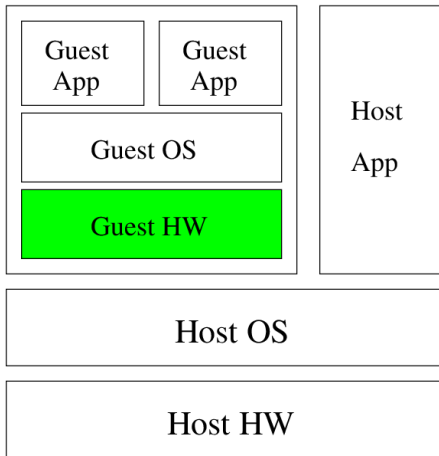 Guest
App
Guest
App
Guest OS
Guest HW
Host
App
Host OS
Host HW